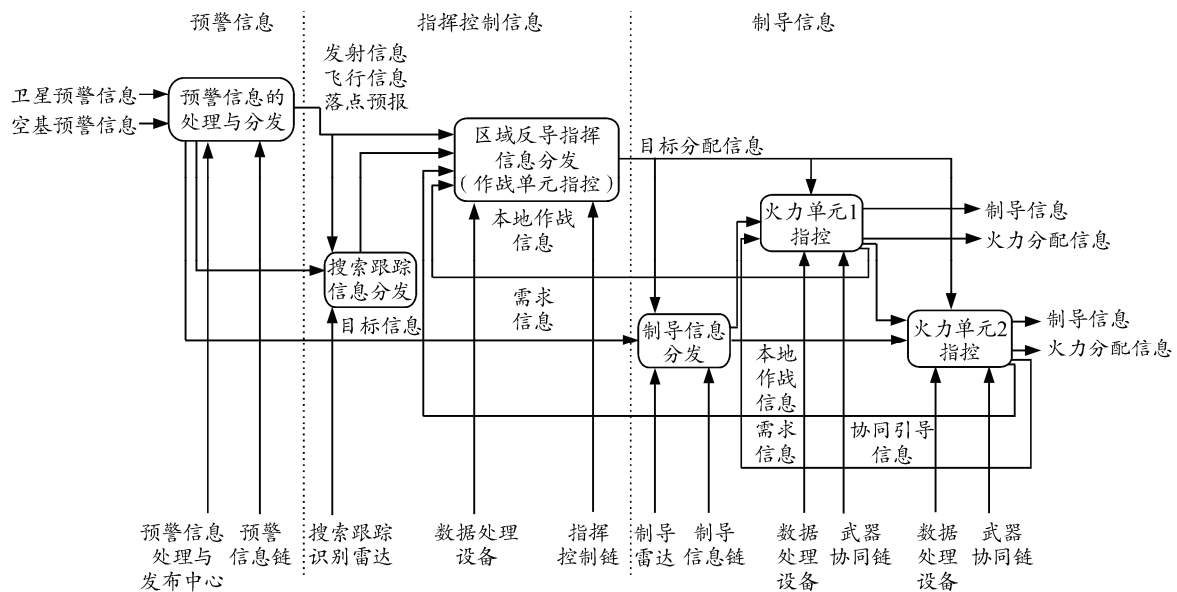 预警信息
指挥控制信息
制导信息
发射信息
飞行信息
落点预报
卫星预警信息
空基预警信息
预警信息的
处理与分发
区域反导指挥
信息分发
(作战单元指控)
目标分配信息
本地作战
信息
火力单元1
指控
制导信息
火力分配信息
搜索跟踪
信息分发
目标信息
需求
信息
制导信息
分发
火力单元2
指控
制导信息
火力分配信息
本地
作战
信息
需求
信息
协同引导
信息
预警信息
处理与
发布中心
预警
信息链
搜索跟踪
识别雷达
数据处理
设备
指挥
控制链
制导
雷达
制导
信息链
数据
处理
设备
武器
协同链
数据
处理
设备
武器
协同链